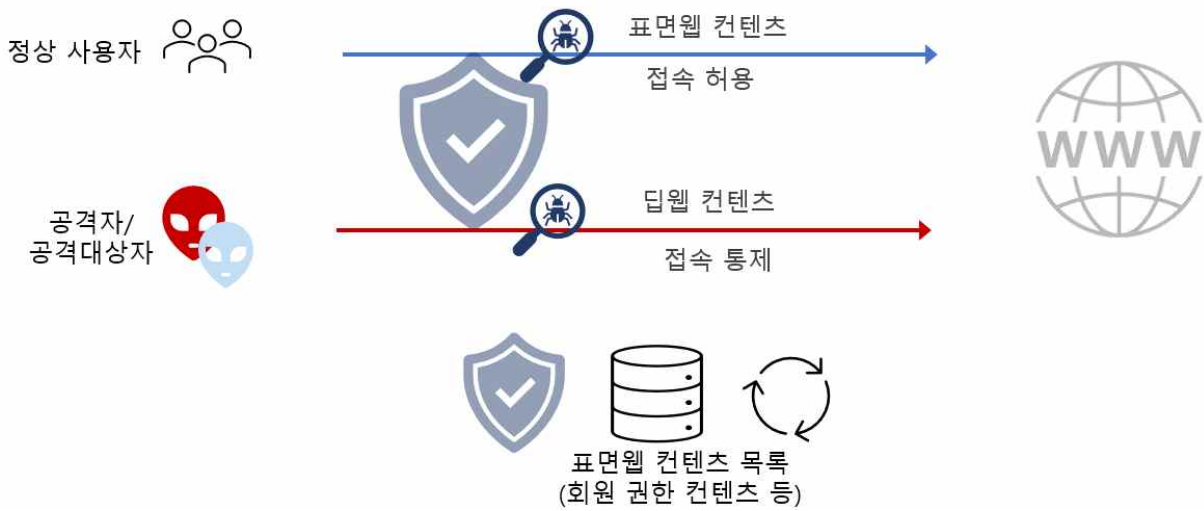 정상 사용자
표면웹 컨텐츠
접속 허용
WWW
공격자/
공격대상자
딥웹 컨텐츠
접속 통제
표면웹 컨텐츠 목록
(회원 권한 컨텐츠 등)